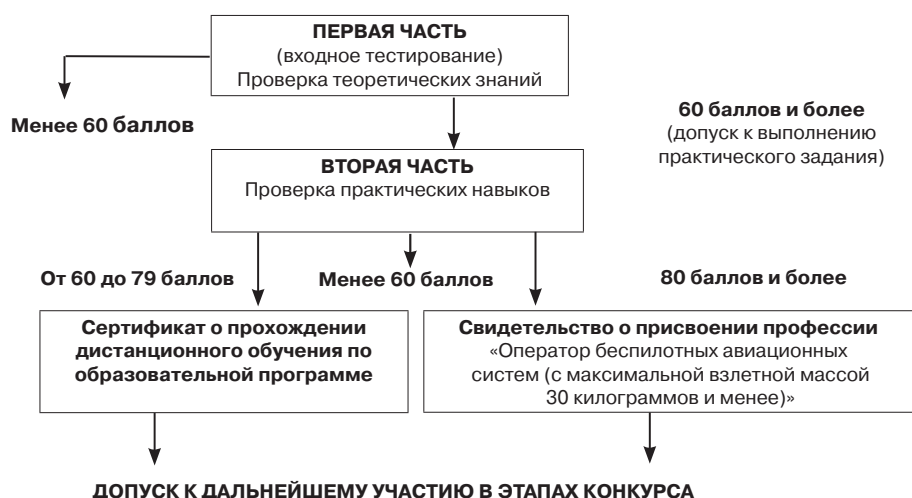 ПЕРВАЯ ЧАСТЬ
(входное тестирование)
Проверка теоретических знаний
Менее 60 баллов
60 баллов и более
(допуск к выполнению
практического задания)
ВТОРАЯ ЧАСТЬ
Проверка практических навыков
От 60 до 79 баллов
Менее 60 баллов
80 баллов и более
Сертификат о прохождении
дистанционного обучения по
образовательной программе
Свидетельство о присвоении профессии
«Оператор беспилотных авиационных
систем (с максимальной взлетной массой
30 килограммов и менее)»
ДОПУСК К ДАЛЬНЕЙШЕМУ УЧАСТИЮ В ЭТАПАХ КОНКУРСА